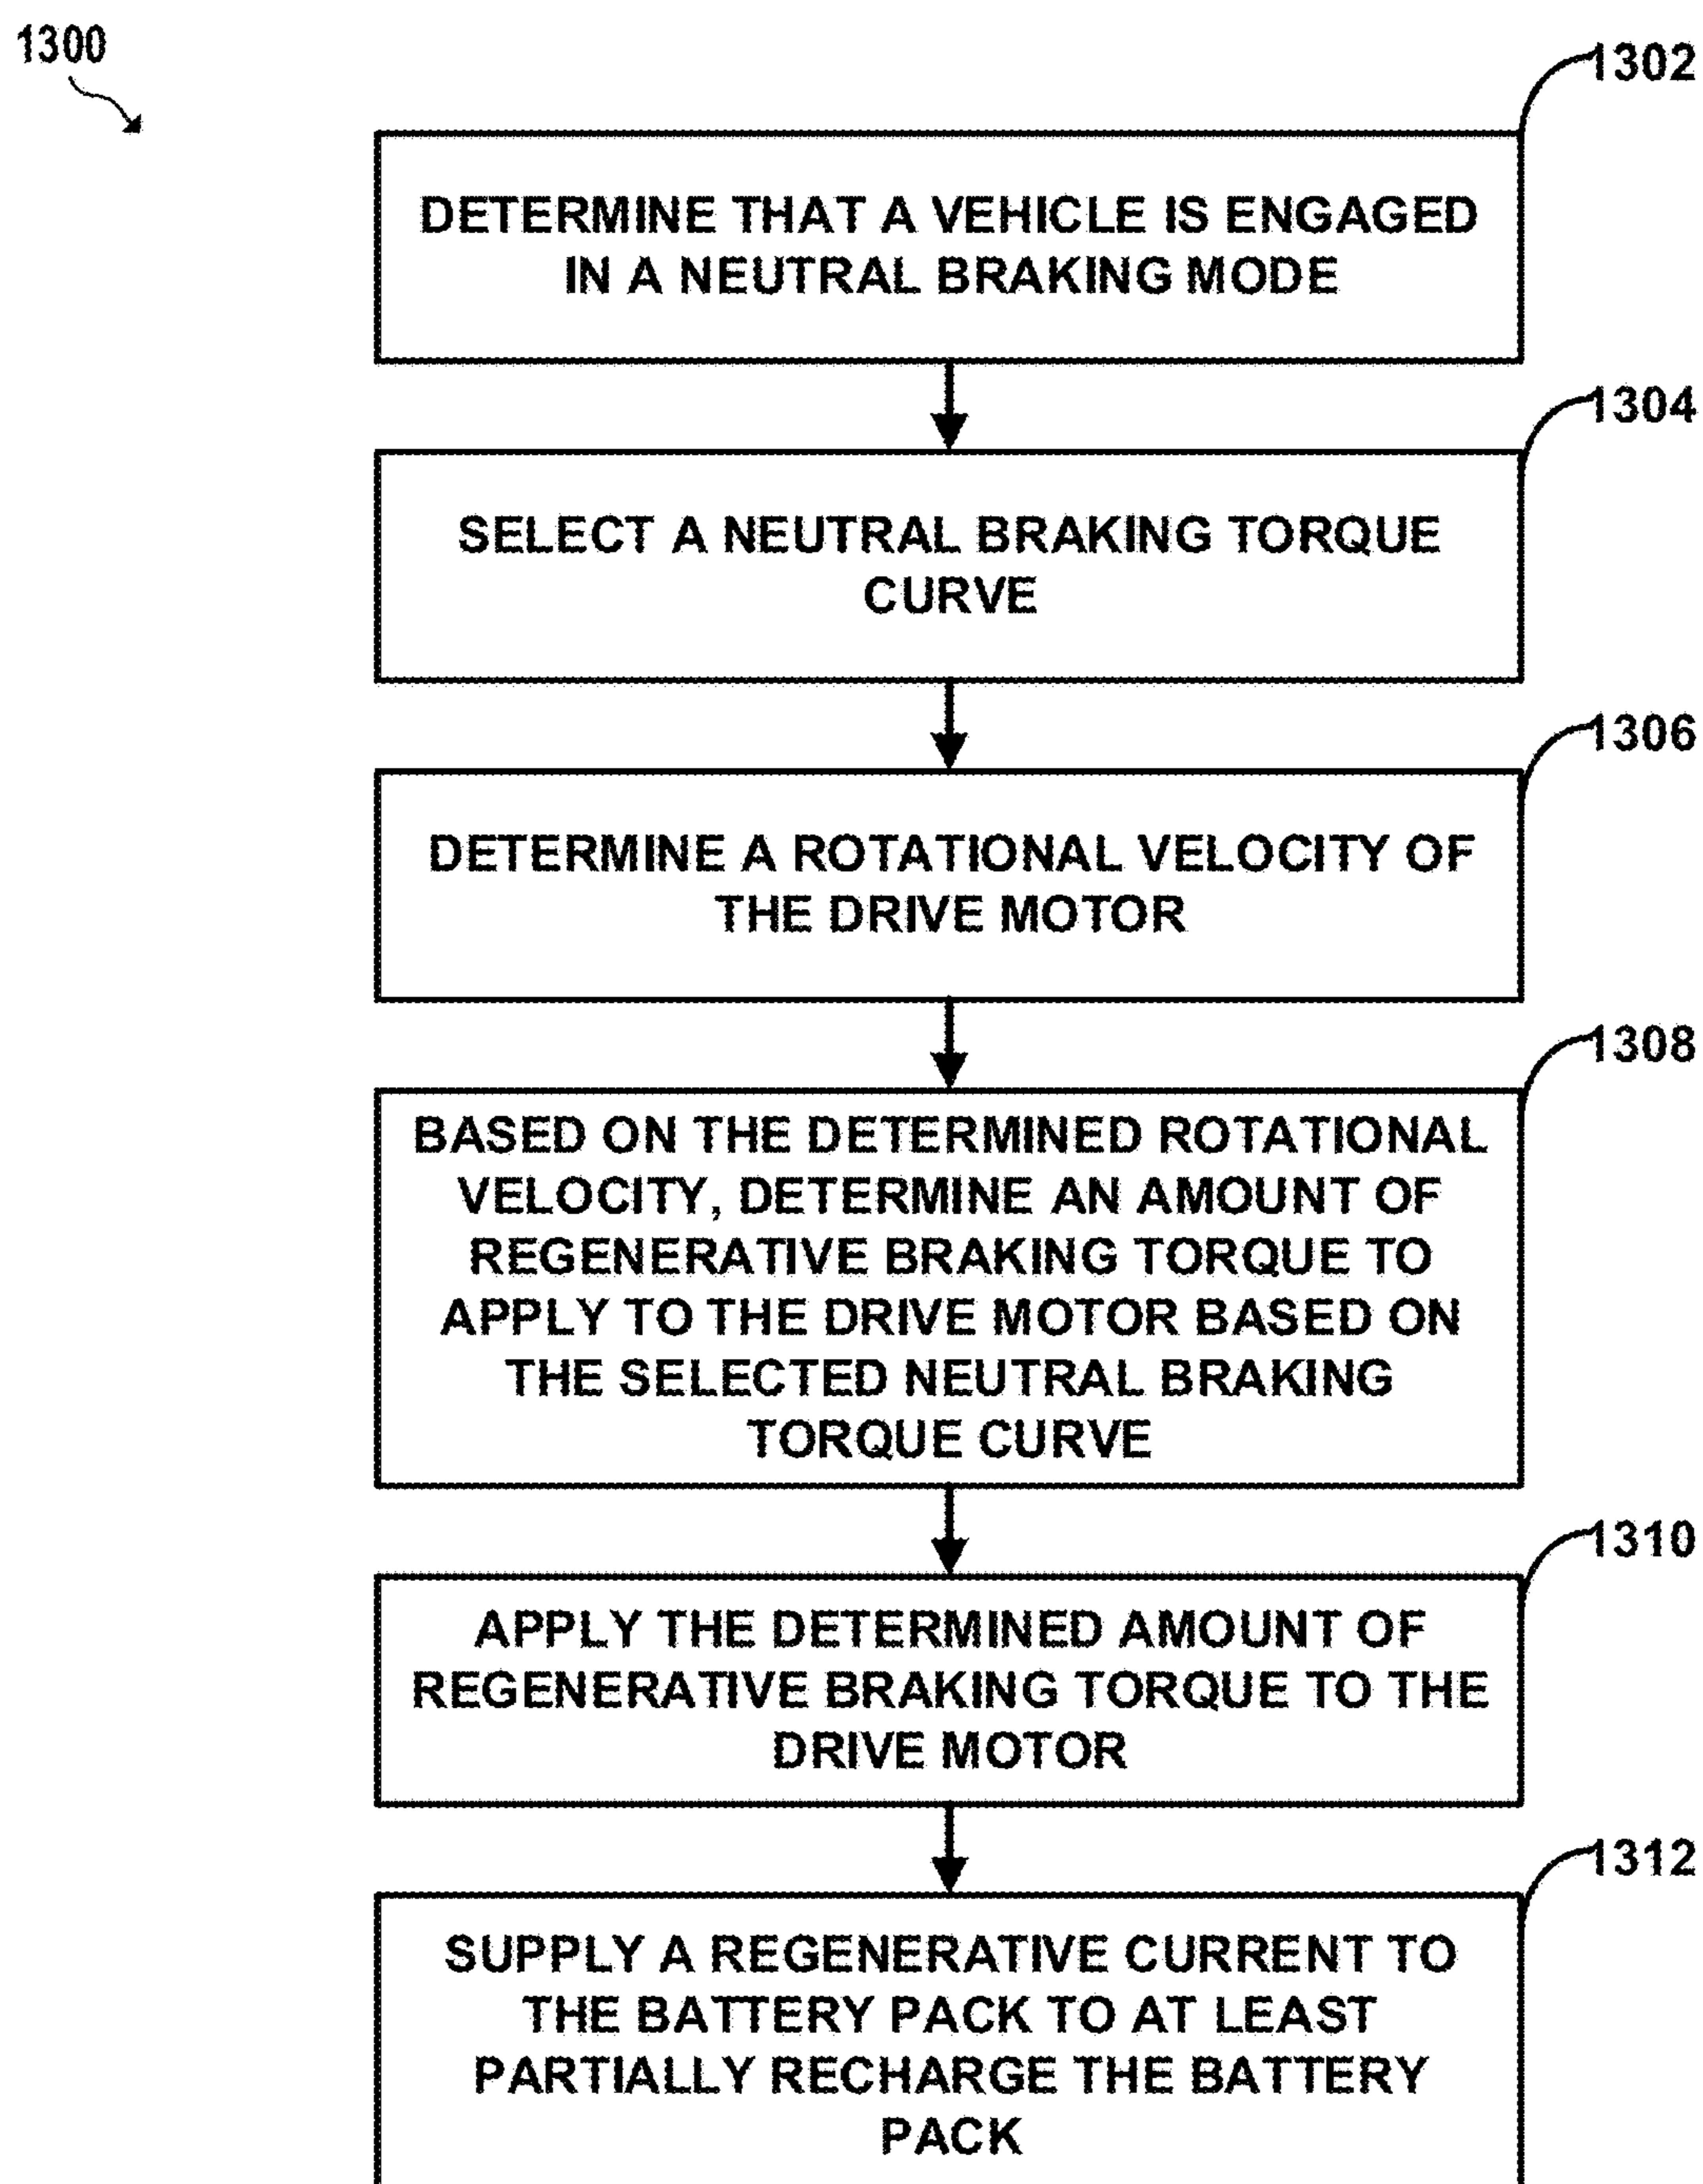 1300
1302
DETERMINE THAT A VEHICLE IS ENGAGED
IN A NEUTRAL BRAKING MODE
1304
SELECT A NEUTRAL BRAKING TORQUE
CURVE
1306
DETERMINE A ROTATIONAL VELOCITY OF
THE DRIVE MOTOR
1308
BASED ON THE DETERMINED ROTATIONAL
VELOCITY, DETERMINE AN AMOUNT OF
REGENERATIVE BRAKING TORQUE TO
APPLY TO THE DRIVE MOTOR BASED ON
THE SELECTED NEUTRAL BRAKING
TORQUE CURVE
1310
APPLY THE DETERMINED AMOUNT OF
REGENERATIVE BRAKING TORQUE TO THE
DRIVE MOTOR
1312
SUPPLY A REGENERATIVE CURRENT TO
THE BATTERY PACK TO AT LEAST
PARTIALLY RECHARGE THE BATTERY
PACK